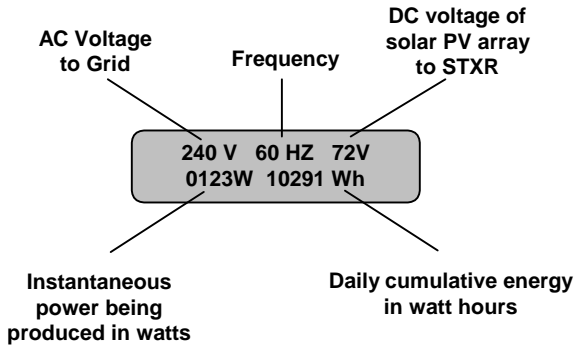 AC Voltage
to Grid
Frequency
DC voltage of
solar PV array
to STXR
240 V 60 HZ 72V
0123W 10291 Wh
Instantaneous
power being
produced in watts
Daily cumulative energy
in watt hours